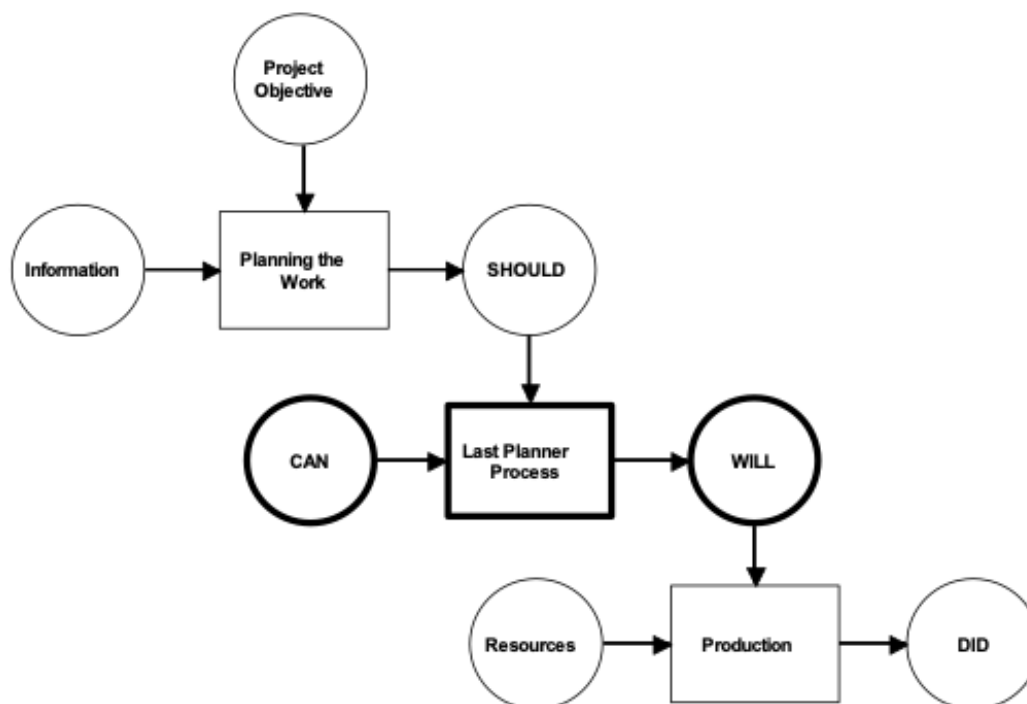 Project
Objective
Information
Planning the
Work
SHOULD
CAN
Last Planner
Process
WILL
Resources
Production
DID